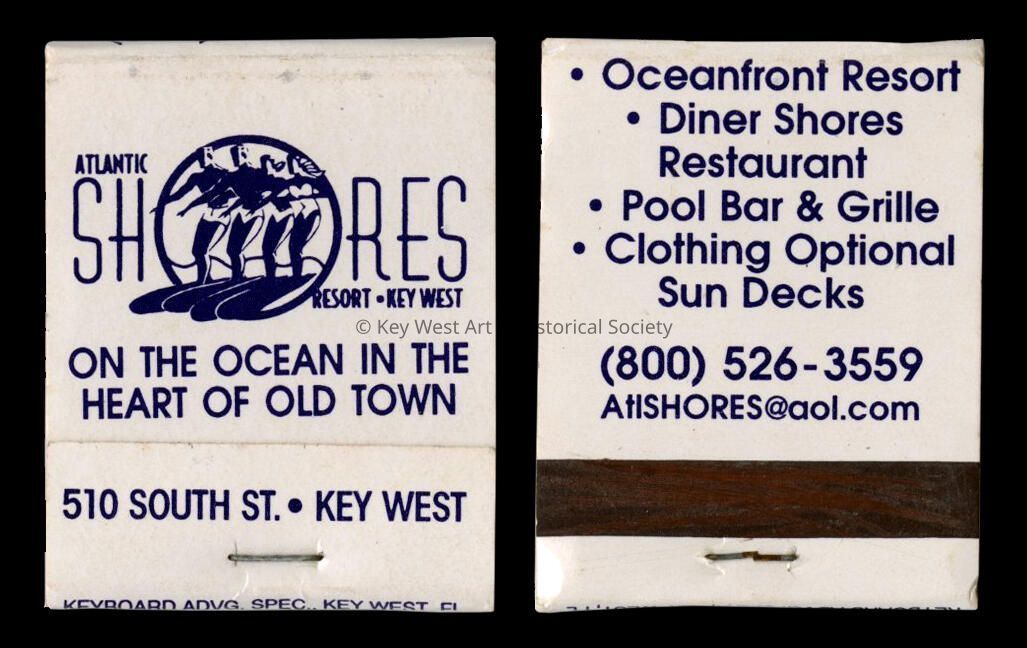 ATLANTIC
SHORES
RESORT • KEY WEST
ON THE OCEAN IN THE
HEART OF OLD TOWN
510 SOUTH ST. • KEY WEST
KEYBOARD ADVG. SPEC., KEY WEST, FL
• Oceanfront Resort
• Diner Shores
Restaurant
• Pool Bar & Grille
• Clothing Optional
Sun Decks
(800) 526-3559
AtlSHORES@aol.com
© Key West Art Historical Society